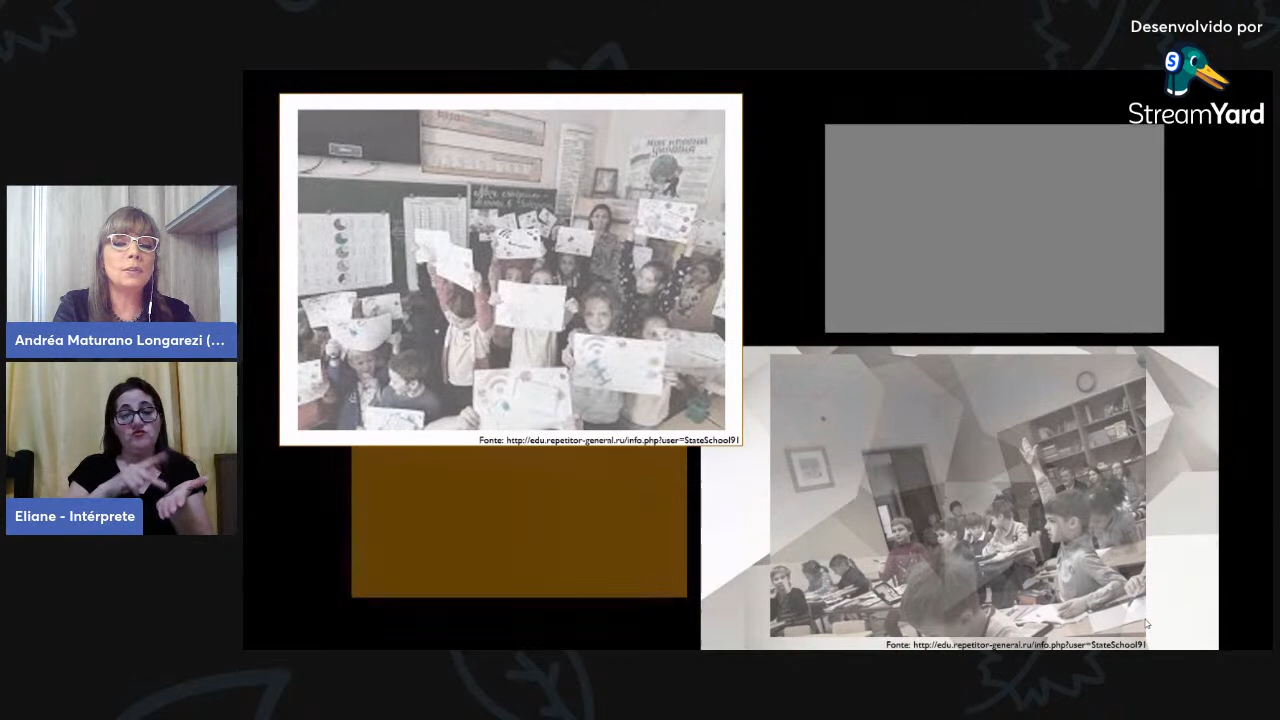 Desenvolvido por
StreamYard
Andréa Maturano Longarezi (...
Eliane - Intérprete
Fonte: http://edu.repetitor-general.ru/info.php?user=StateSchool91
Fonte: http://edu.repetitor-general.ru/info.php?user=StateSchool91